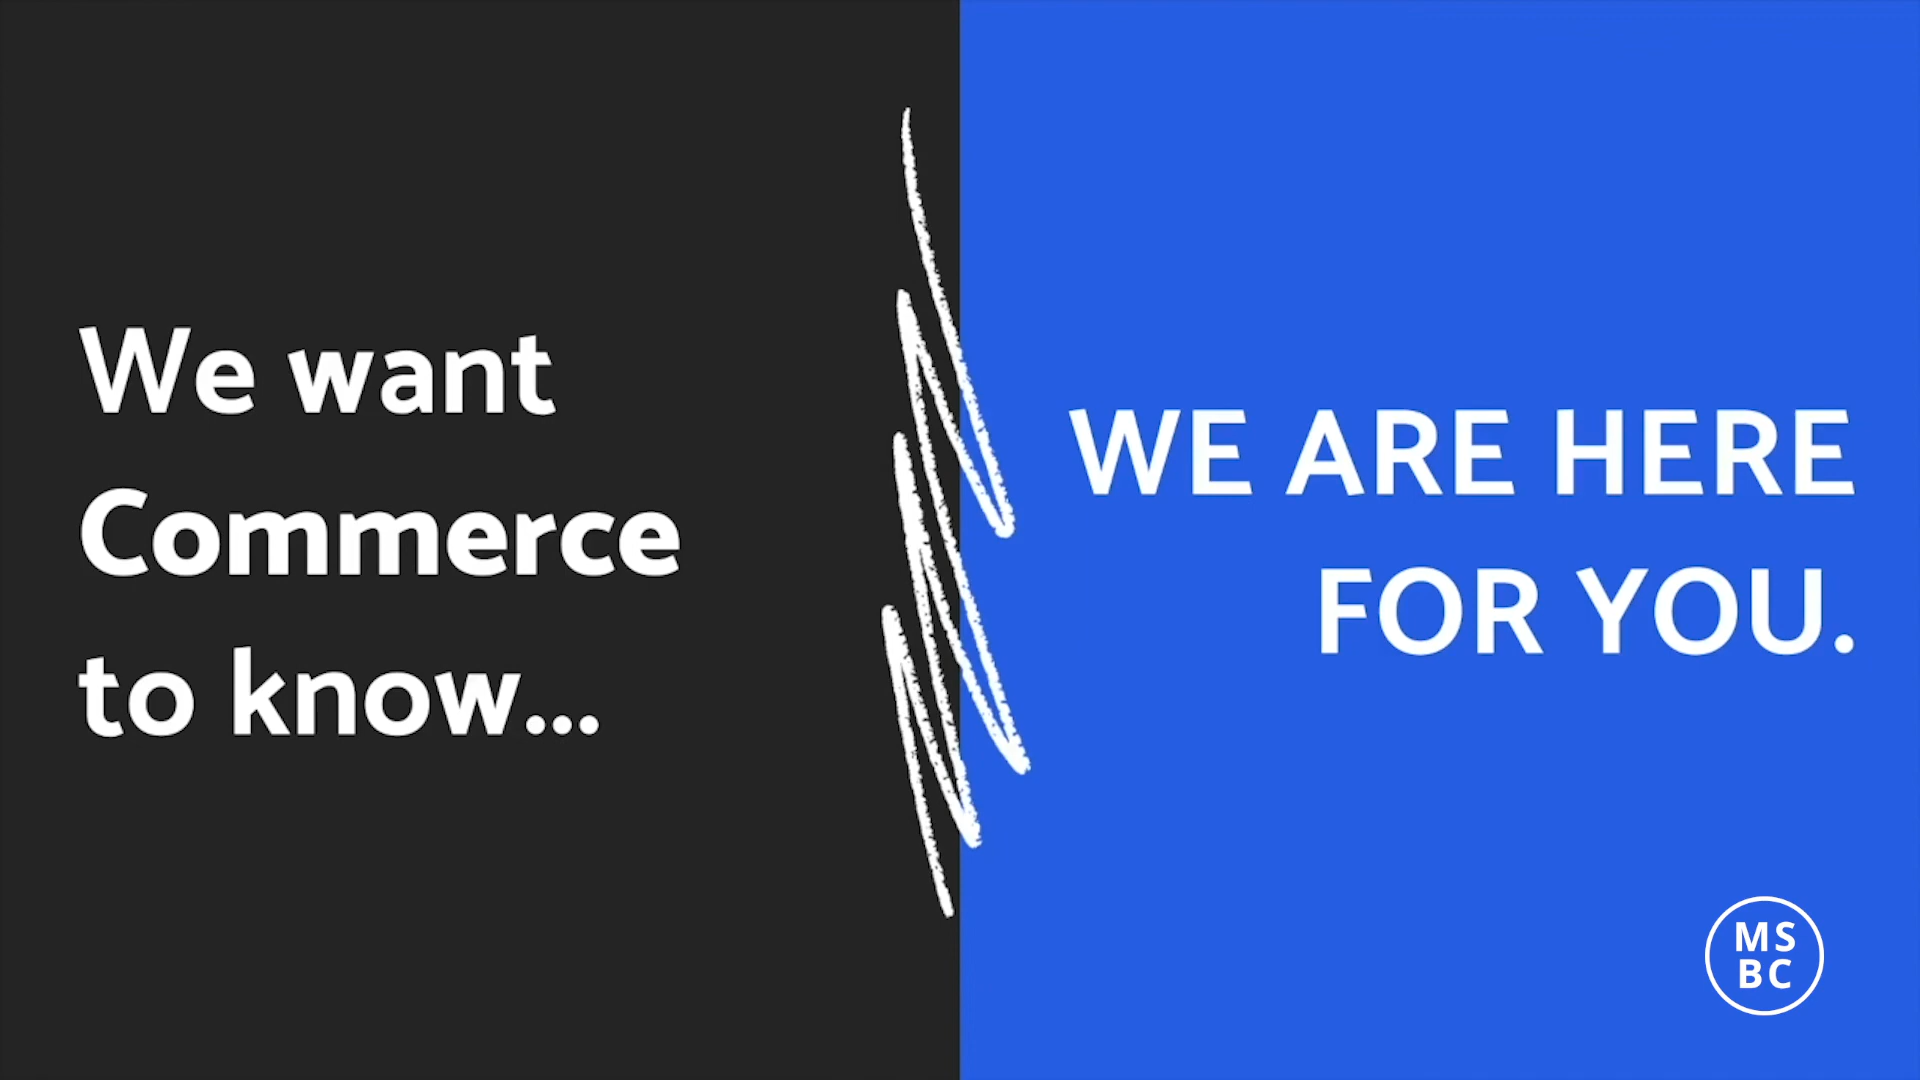 We want
Commerce
to know...
WE ARE HERE
FOR YOU.
MS
BC